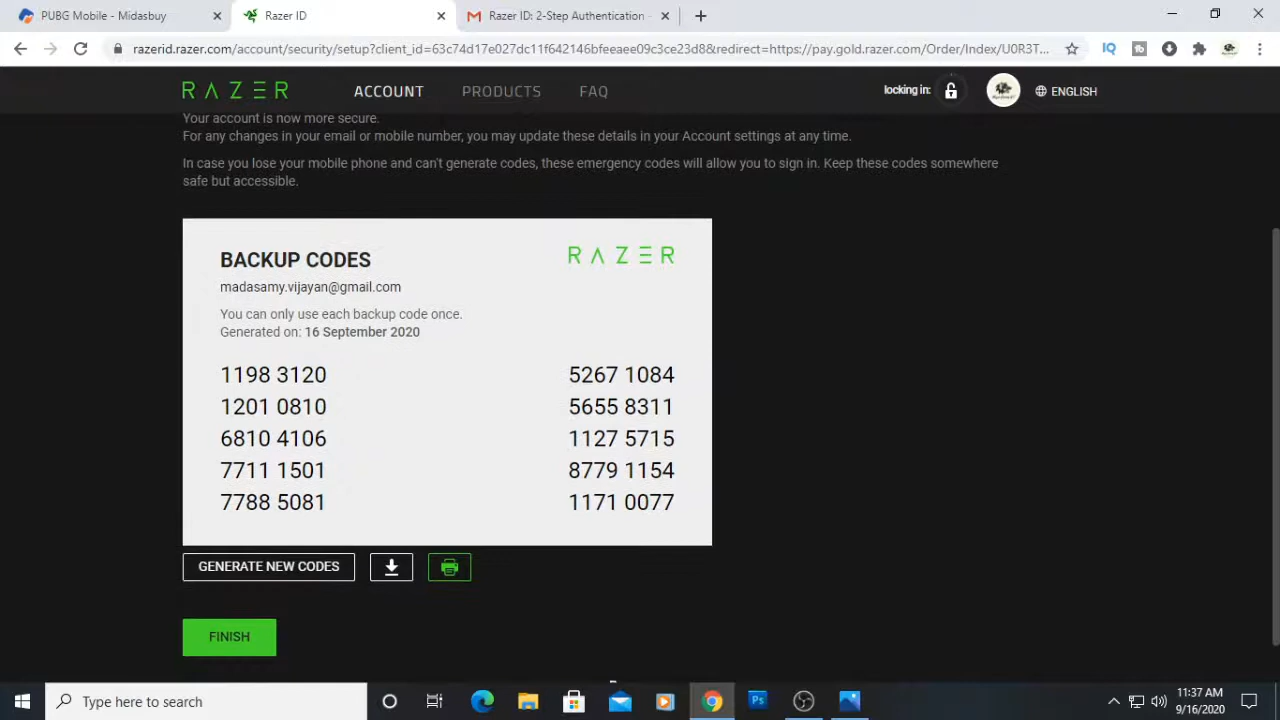 PUBG Mobile - Midasbuy
Razer ID
Razer ID: 2-Step Authentication -
razerid.razer.com/account/security/setup?client_id=63c74d17e027dc11f642146bfeeaee09c3ce23d8&redirect=https://pay.gold.razer.com/Order/Index/U0R3T...
RAZER ACCOUNT PRODUCTS FAQ locking in: ENGLISH
Your account is now more secure.
For any changes in your email or mobile number, you may update these details in your Account settings at any time.
In case you lose your mobile phone and can't generate codes, these emergency codes will allow you to sign in. Keep these codes somewhere
safe but accessible.
BACKUP CODES RAZER
madasamy.vijayan@gmail.com
You can only use each backup code once.
Generated on: 16 September 2020
1198 3120 5267 1084
1201 0810 5655 8311
6810 4106 1127 5715
7711 1501 8779 1154
7788 5081 1171 0077
GENERATE NEW CODES
FINISH
Type here to search
Ps
11:37 AM
9/16/2020